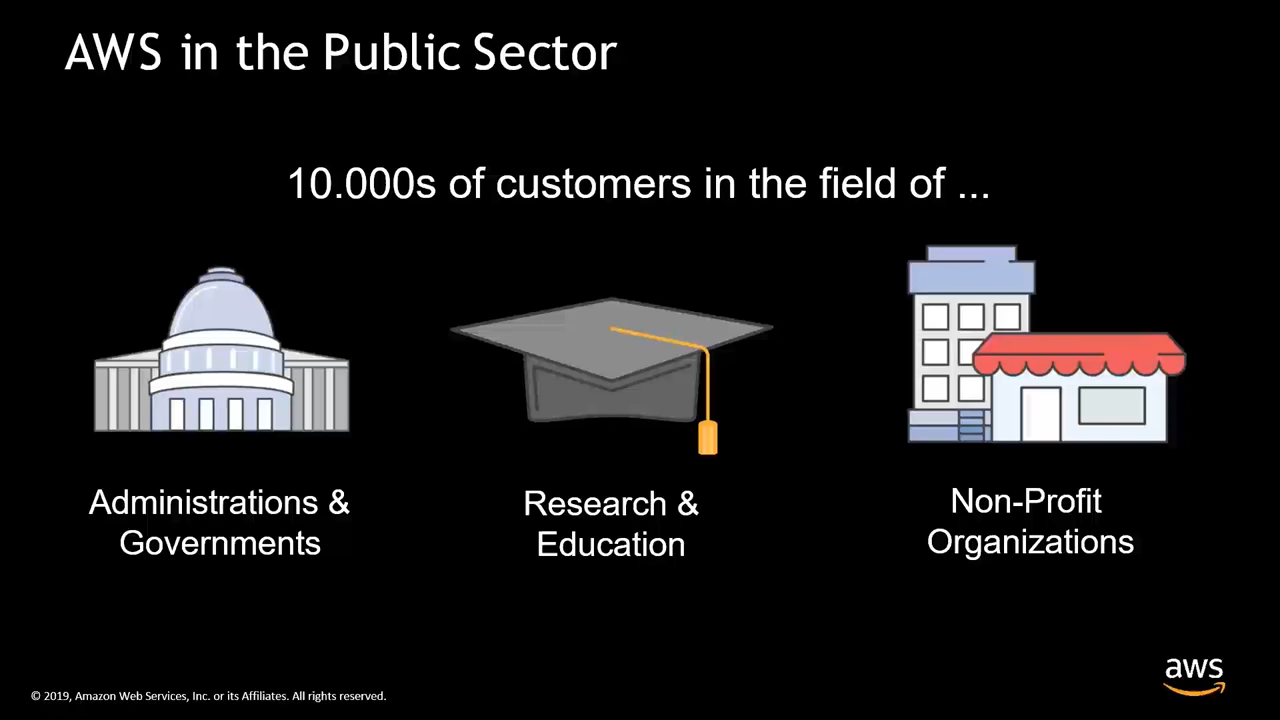 AWS in the Public Sector
10.000s of customers in the field of ...
Administrations &
Governments
Research &
Education
Non-Profit
Organizations
© 2019, Amazon Web Services, Inc. or its Affiliates. All rights reserved.
aws